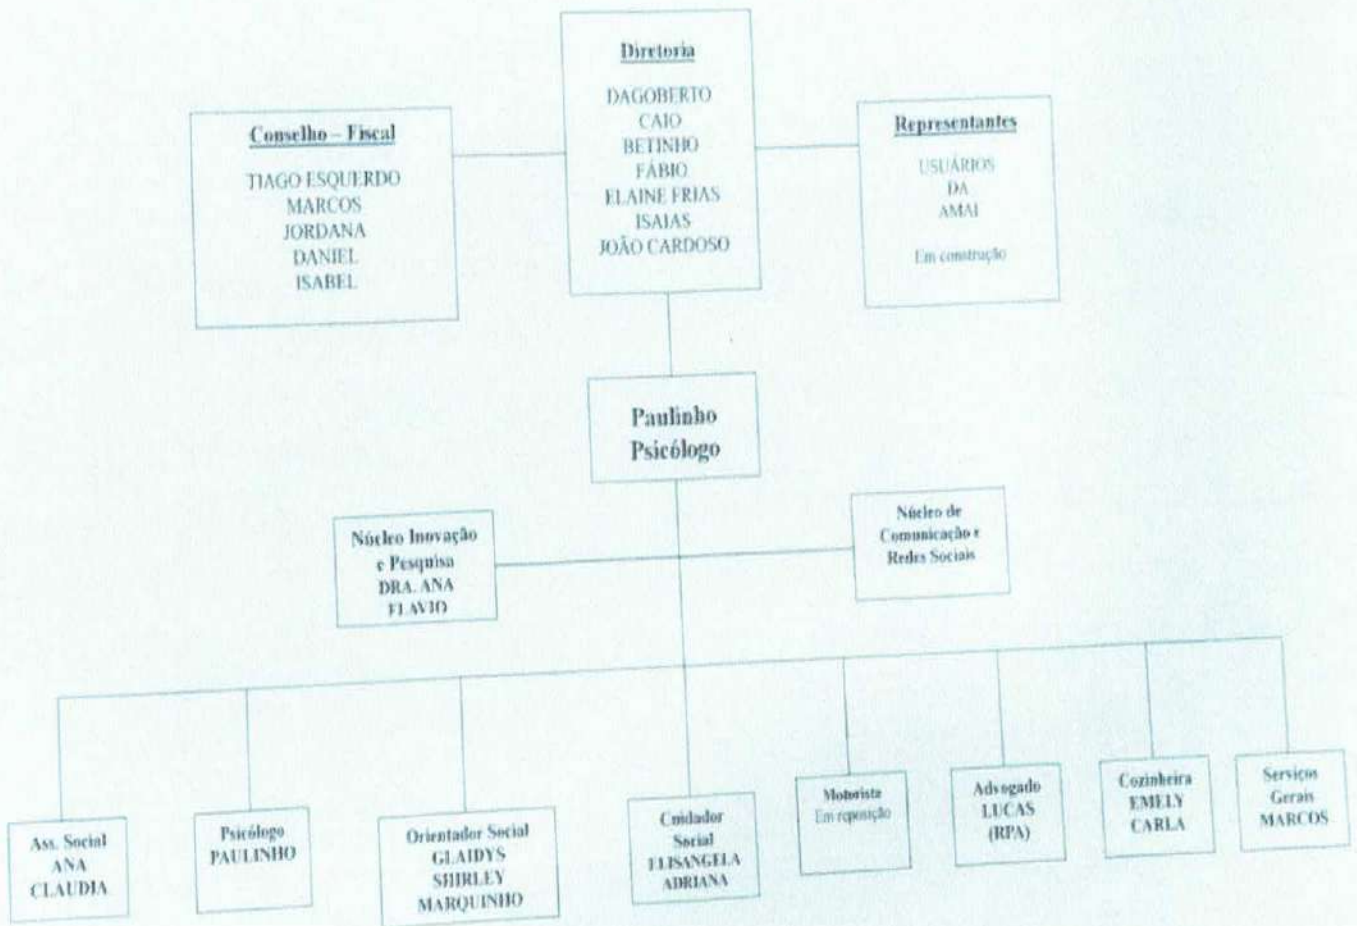 Diretoria
DAGOBERTO
CAIO
BETINHO
FÁBIO
ELAINE FRIAS
ISAIAS
JOÃO CARDOSO
Conselho – Fiscal
TIAGO ESQUERDO
MARCOS
JORDANA
DANIEL
ISABEL
Representantes
USUÁRIOS
DA
AMAI
Em construção
Paulinho
Psicólogo
Núcleo Inovação
e Pesquisa
DRA. ANA
FLAVIO
Núcleo de
Comunicação e
Redes Sociais
Ass. Social
ANA
CLAUDIA
Psicólogo
PAULINHO
Orientador Social
GLAIDYS
SHIRLEY
MARQUINHO
Cuidador
Social
ELISANGELA
ADRIANA
Motorista
Em reposição
Advogado
LUCAS
(RPA)
Cozinheira
EMELY
CARLA
Serviços
Gerais
MARCOS